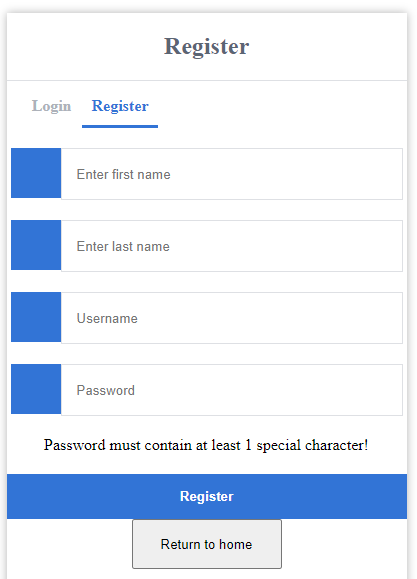 Register
Login Register
Enter first name
Enter last name
Username
Password
Password must contain at least 1 special character!
Register
Return to home